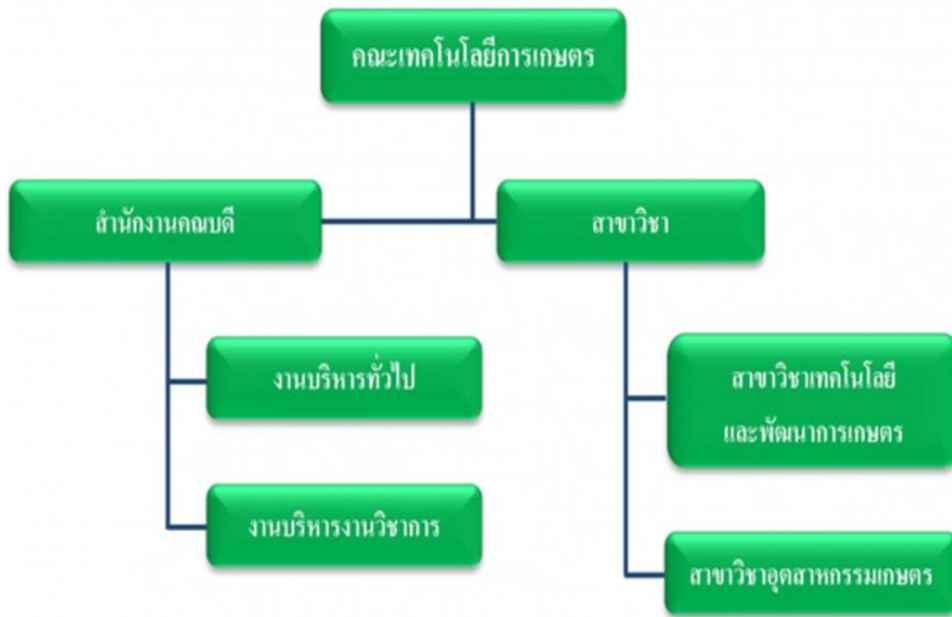 คณะเทคโนโลยีการเกษตร
สำนักงานคณบดี
สาขาวิชา
งานบริหารทั่วไป
งานบริหารงานวิชาการ
สาขาวิชาเทคโนโลยี
และพัฒนาการเกษตร
สาขาวิชาอุตสาหกรรมเกษตร